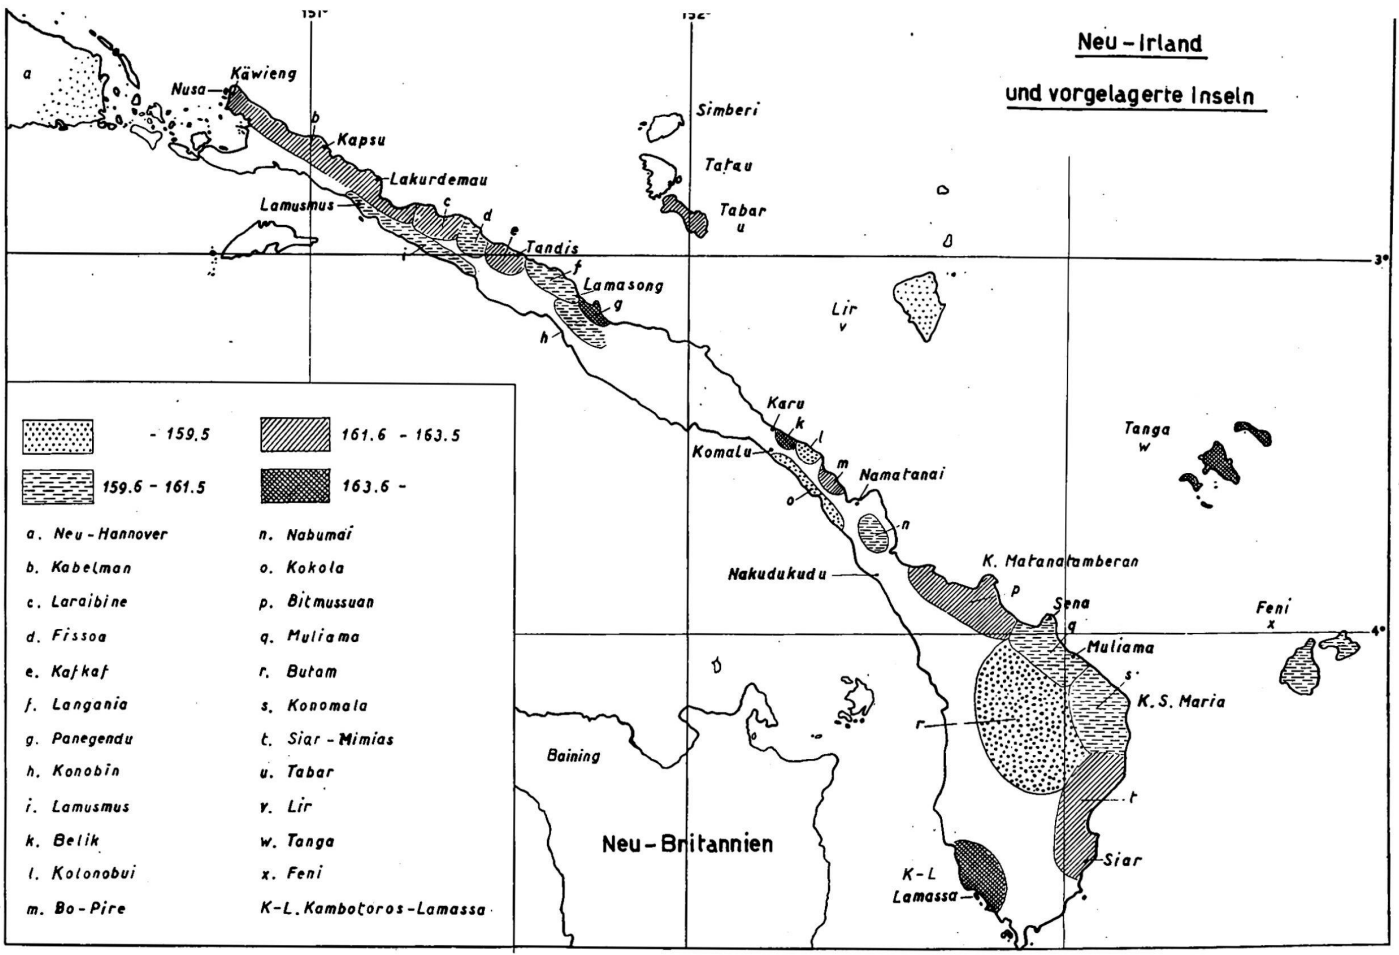 151°
152°
Neu-Irland
und vorgelagerte Inseln
a
Käwieng
Nusa
b
Kapsu
Lakurdemau
Lamusmus
c
d
e
Tandis
i
f
Lamasong
g
h
Simberi
Tatau
Tabar
u
3°
Lir
v
Karu
k
l
Komalu
m
Namatanai
o
n
Tanga
w
Nakudukudu
K. Matanatamberan
p
Sena
q
Feni
x
4°
Muliama
s
K.S. Maria
r
Baining
t
Neu-Britannien
Siar
K-L
Lamassa
- 159.5
161.6 - 163.5
159.6 - 161.5
163.6 -
a. Neu-Hannover
b. Kabelman
c. Laraibine
d. Fissoa
e. Kafkaf
f. Langania
g. Panegendu
h. Konobin
i. Lamusmus
k. Belik
l. Kolonobui
m. Bo-Pire
n. Nabumai
o. Kokola
p. Bitmussuan
q. Muliama
r. Butam
s. Konomala
t. Siar-Mimias
u. Tabar
v. Lir
w. Tanga
x. Feni
K-L. Kambotoros-Lamassa